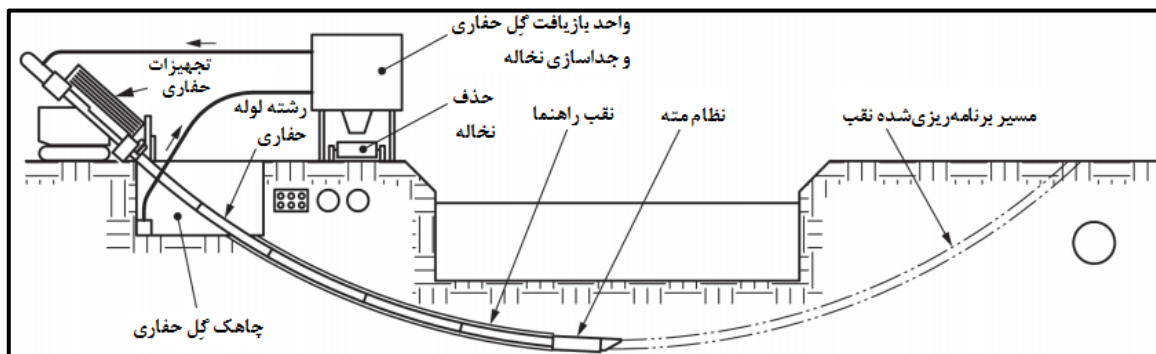 واحد بازیافت گِل حفاری
و جداسازی نخاله
تجهیزات
حفاری
رشته لوله
حفاری
حذف
نخاله
نقب راهنما
نظام مته
مسیر برنامه‌ریزی‌شده نقب
چاهک گِل حفاری